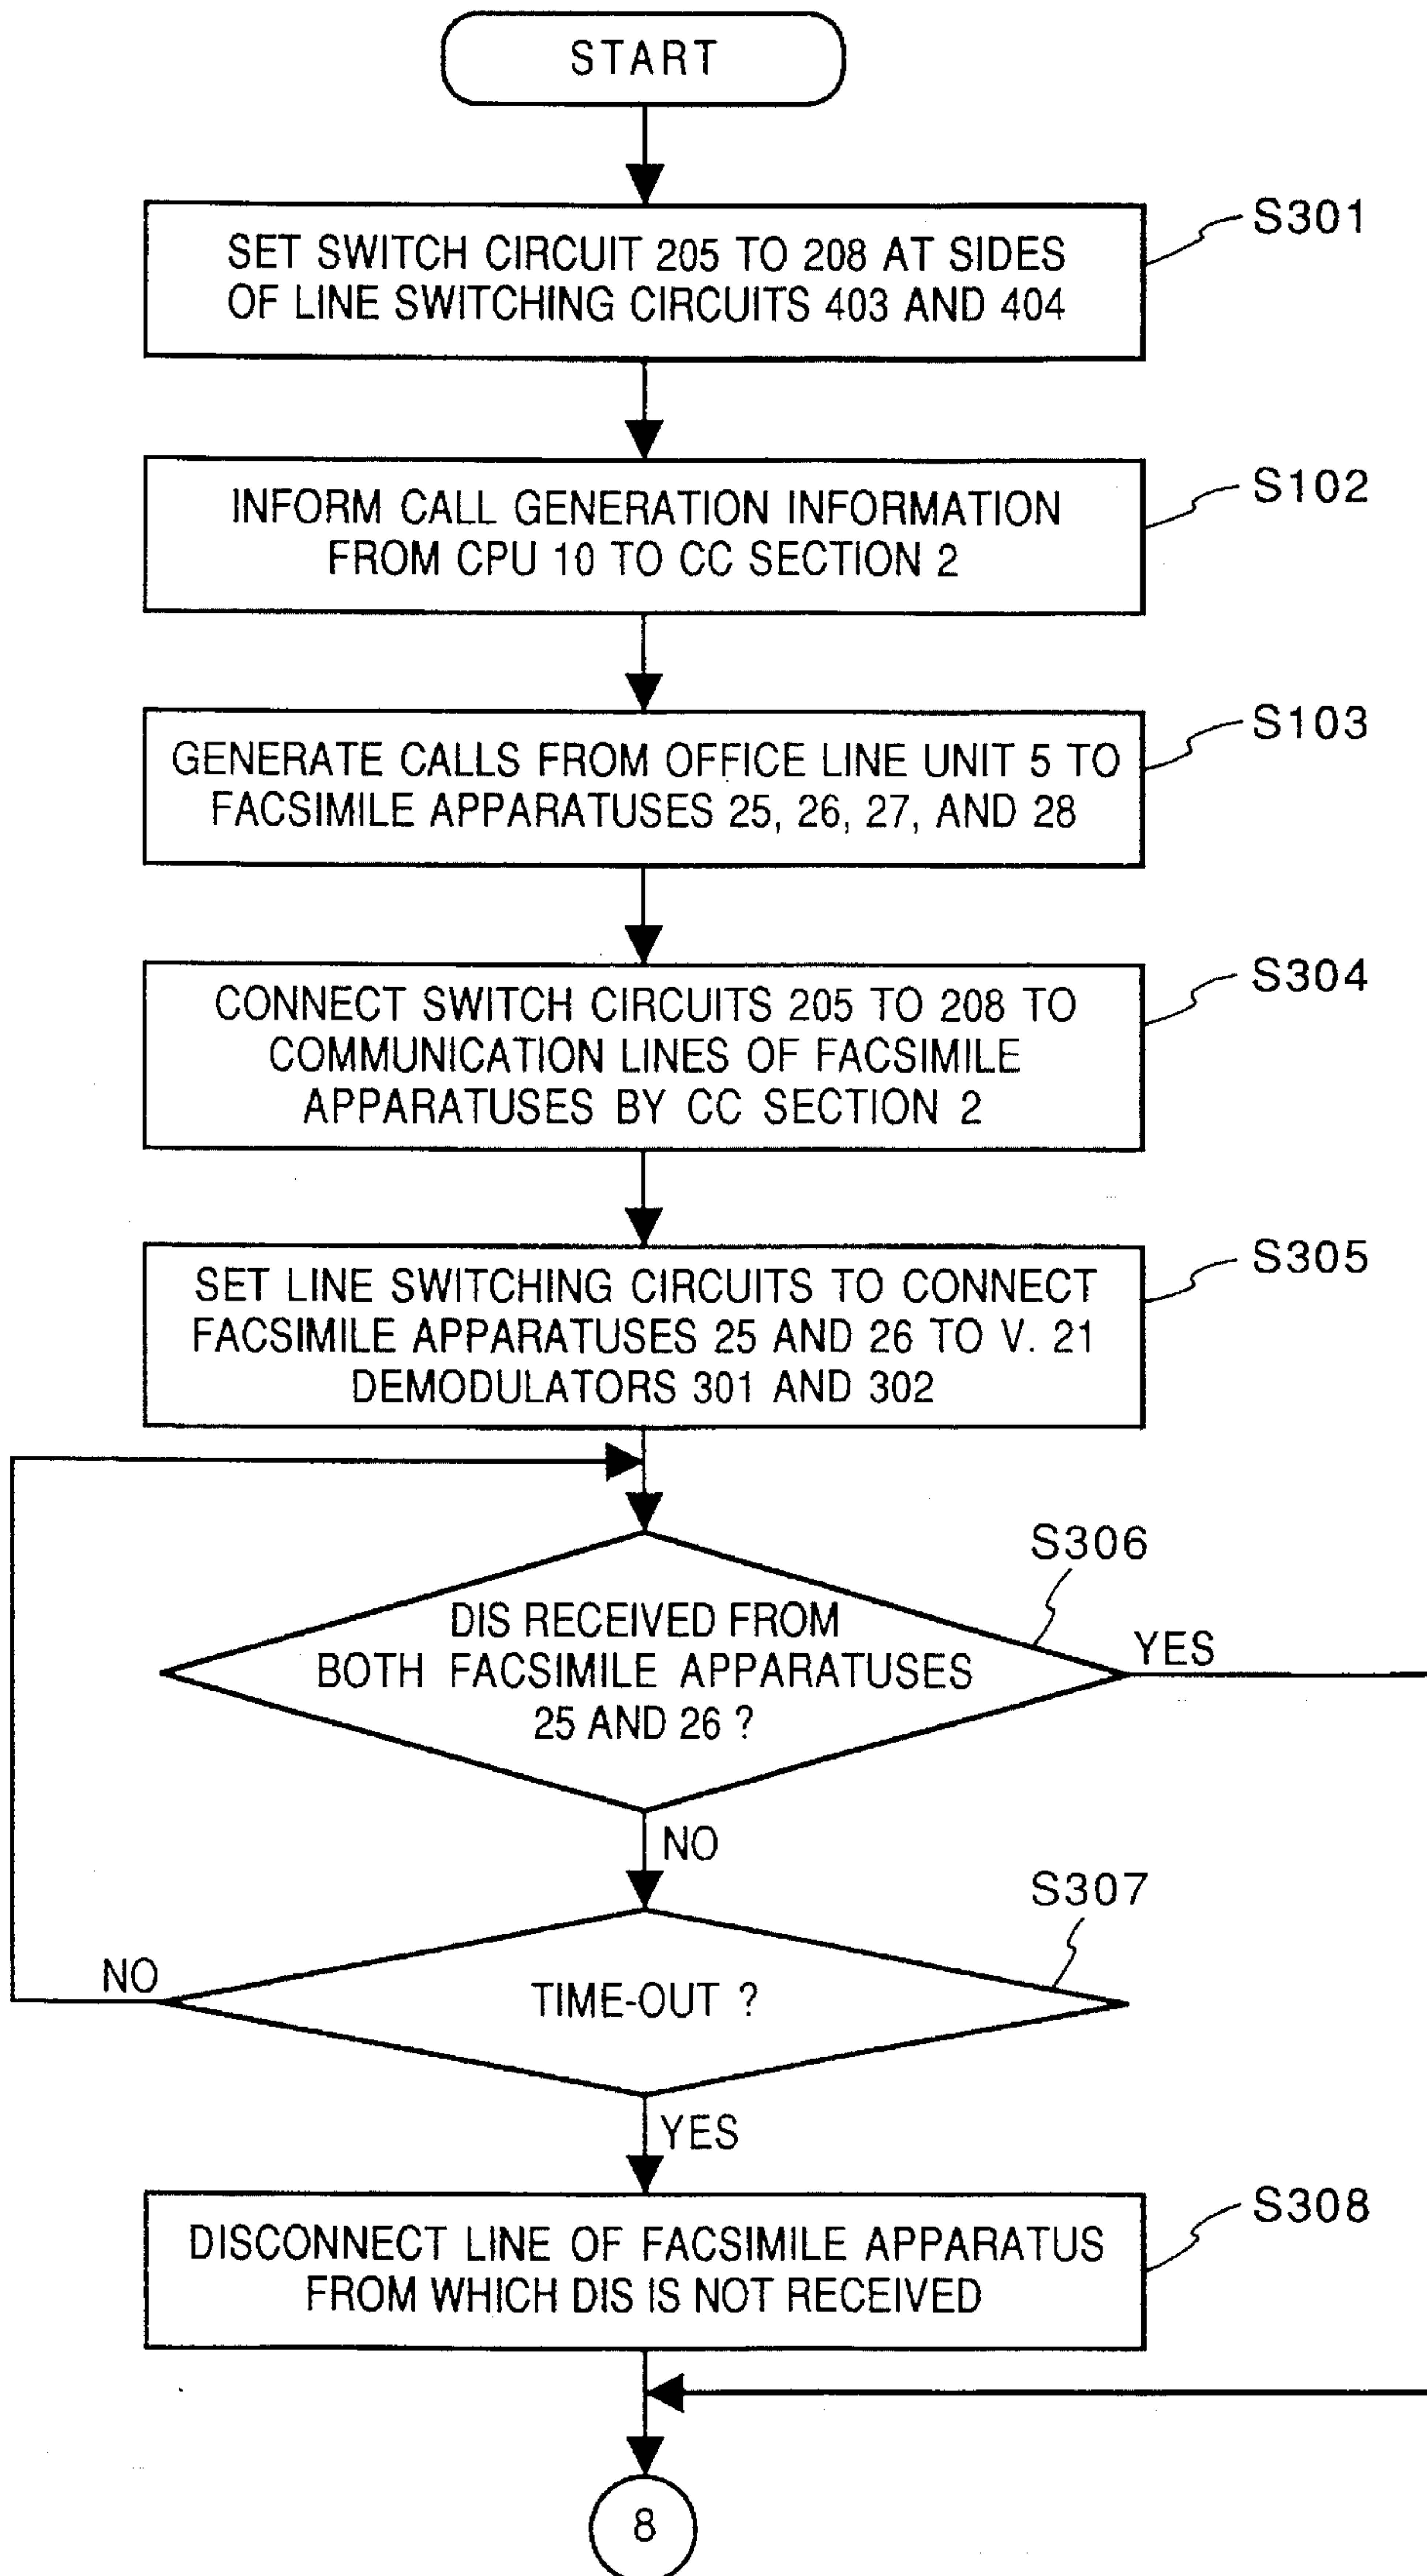 START
S301
SET SWITCH CIRCUIT 205 TO 208 AT SIDES
OF LINE SWITCHING CIRCUITS 403 AND 404
S102
INFORM CALL GENERATION INFORMATION
FROM CPU 10 TO CC SECTION 2
S103
GENERATE CALLS FROM OFFICE LINE UNIT 5 TO
FACSIMILE APPARATUSES 25, 26, 27, AND 28
S304
CONNECT SWITCH CIRCUITS 205 TO 208 TO
COMMUNICATION LINES OF FACSIMILE
APPARATUSES BY CC SECTION 2
S305
SET LINE SWITCHING CIRCUITS TO CONNECT
FACSIMILE APPARATUSES 25 AND 26 TO V. 21
DEMODULATORS 301 AND 302
S306
DIS RECEIVED FROM
BOTH FACSIMILE APPARATUSES
25 AND 26 ?
YES
NO
S307
TIME-OUT ?
NO
YES
S308
DISCONNECT LINE OF FACSIMILE APPARATUS
FROM WHICH DIS IS NOT RECEIVED
8